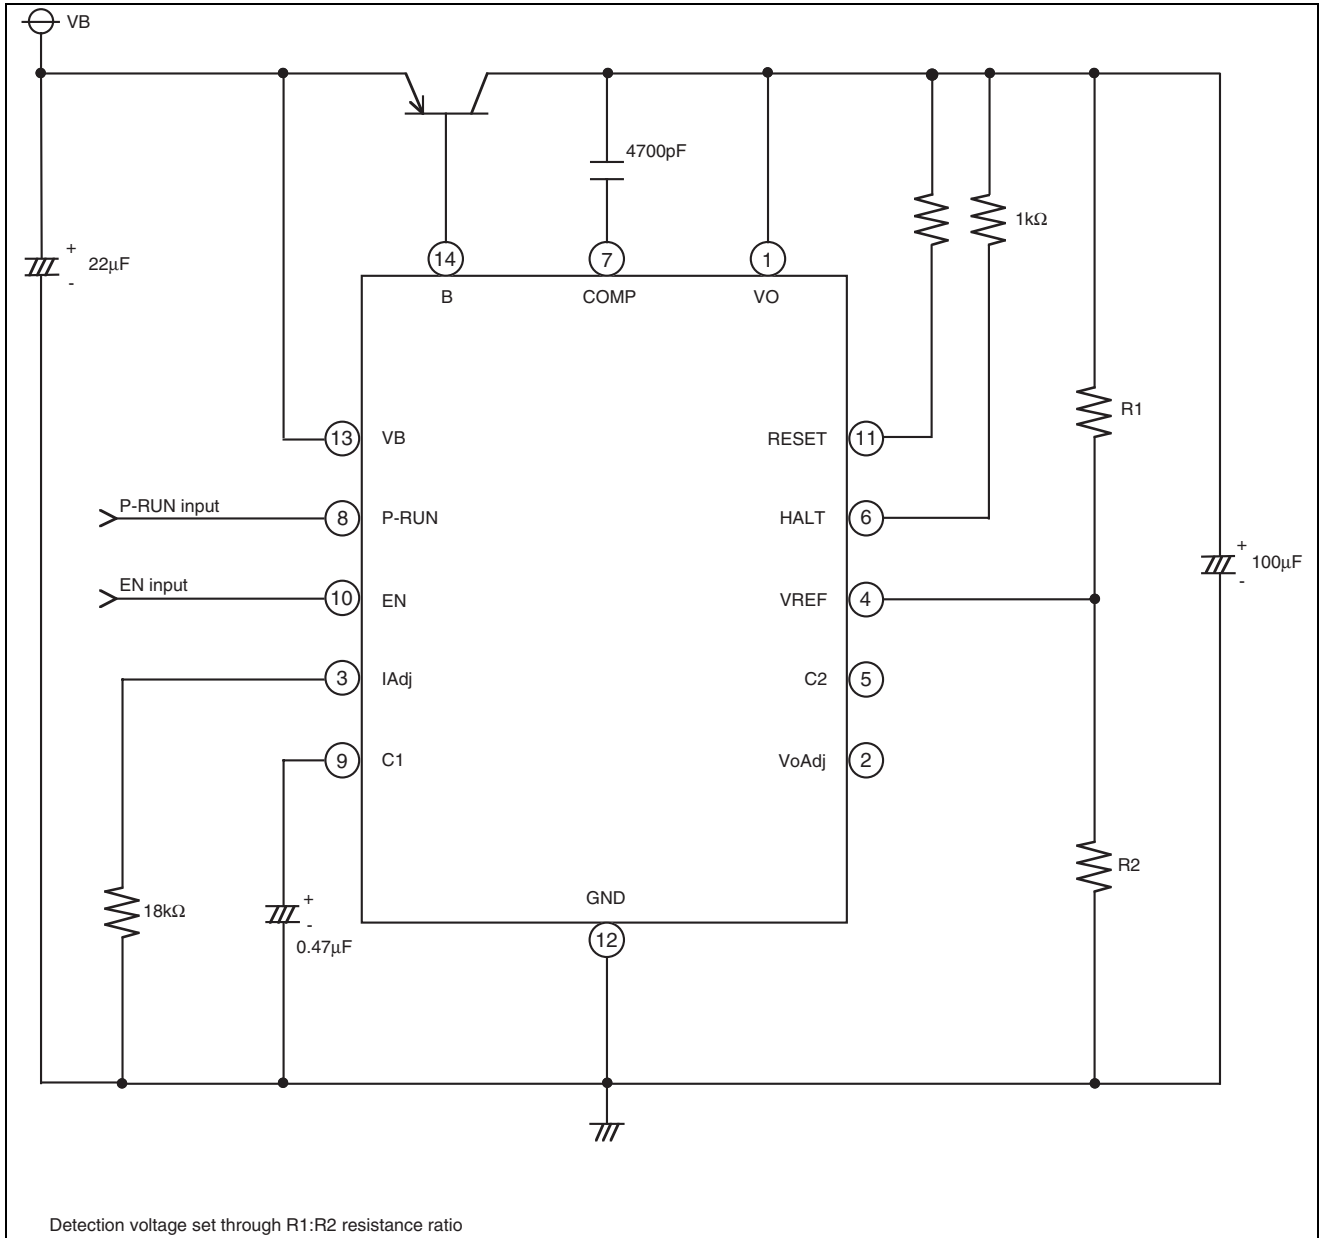 VB
4700pF
1kΩ
+
22µF
-
14
7
1
B
COMP
VO
R1
13
VB
RESET
11
P-RUN input
8
P-RUN
HALT
6
+
100µF
-
EN input
10
EN
VREF
4
3
IAdj
C2
5
9
C1
VoAdj
2
R2
18kΩ
+
-
0.47µF
GND
12
Detection voltage set through R1:R2 resistance ratio